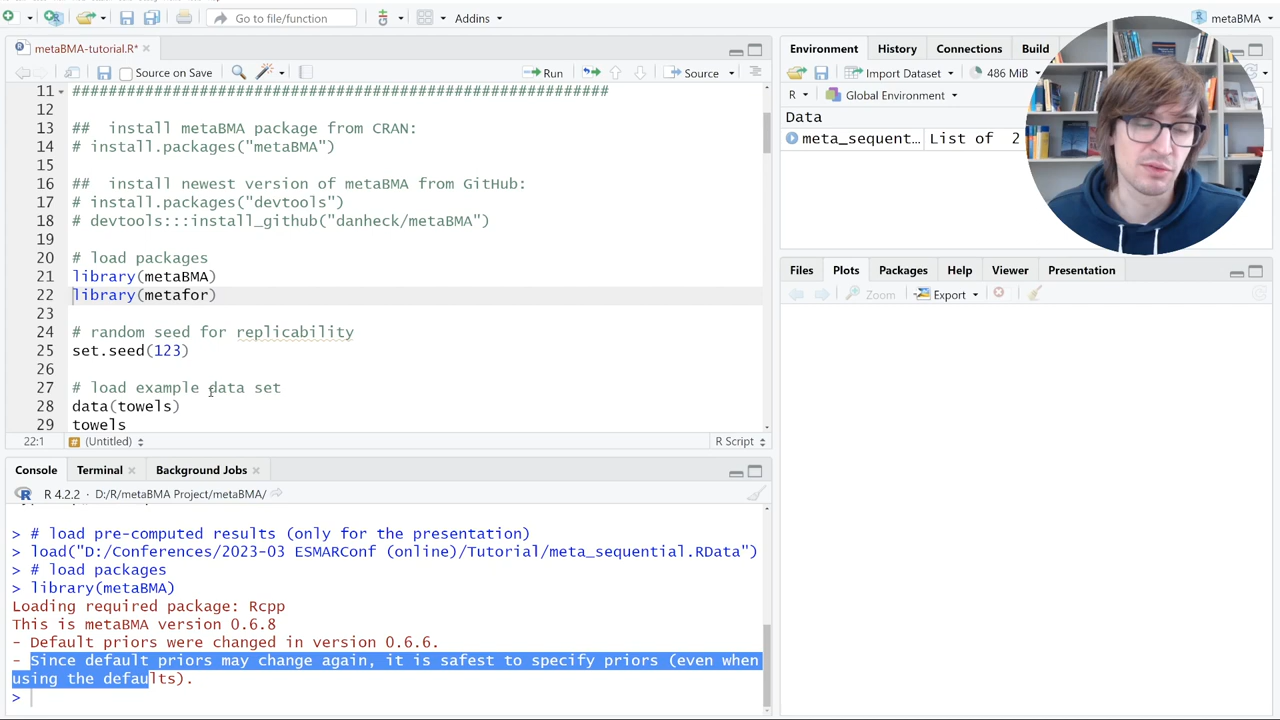 Go to file/function
Addins
metaBMA
metaBMA-tutorial.R*
Source on Save
Run
Source
11 ###########################################################
12
13 ##  install metaBMA package from CRAN:
14 # install.packages("metaBMA")
15
16 ##  install newest version of metaBMA from GitHub:
17 # install.packages("devtools")
18 # devtools:::install_github("danheck/metaBMA")
19
20 # load packages
21 library(metaBMA)
22 library(metafor)
23
24 # random seed for replicability
25 set.seed(123)
26
27 # load example data set
28 data(towels)
29 towels
22:1 # (Untitled) R Script
Console Terminal Background Jobs
R 4.2.2 · D:/R/metaBMA Project/metaBMA/
> # load pre-computed results (only for the presentation)
> load("D:/Conferences/2023-03 ESMARConf (online)/Tutorial/meta_sequential.RData")
> # load packages
> library(metaBMA)
Loading required package: Rcpp
This is metaBMA version 0.6.8
- Default priors were changed in version 0.6.6.
- Since default priors may change again, it is safest to specify priors (even when
using the defaults).
>
Environment History Connections Build
Import Dataset 486 MiB
R Global Environment
Data
meta_sequent… List of 2
Files Plots Packages Help Viewer Presentation
Zoom Export